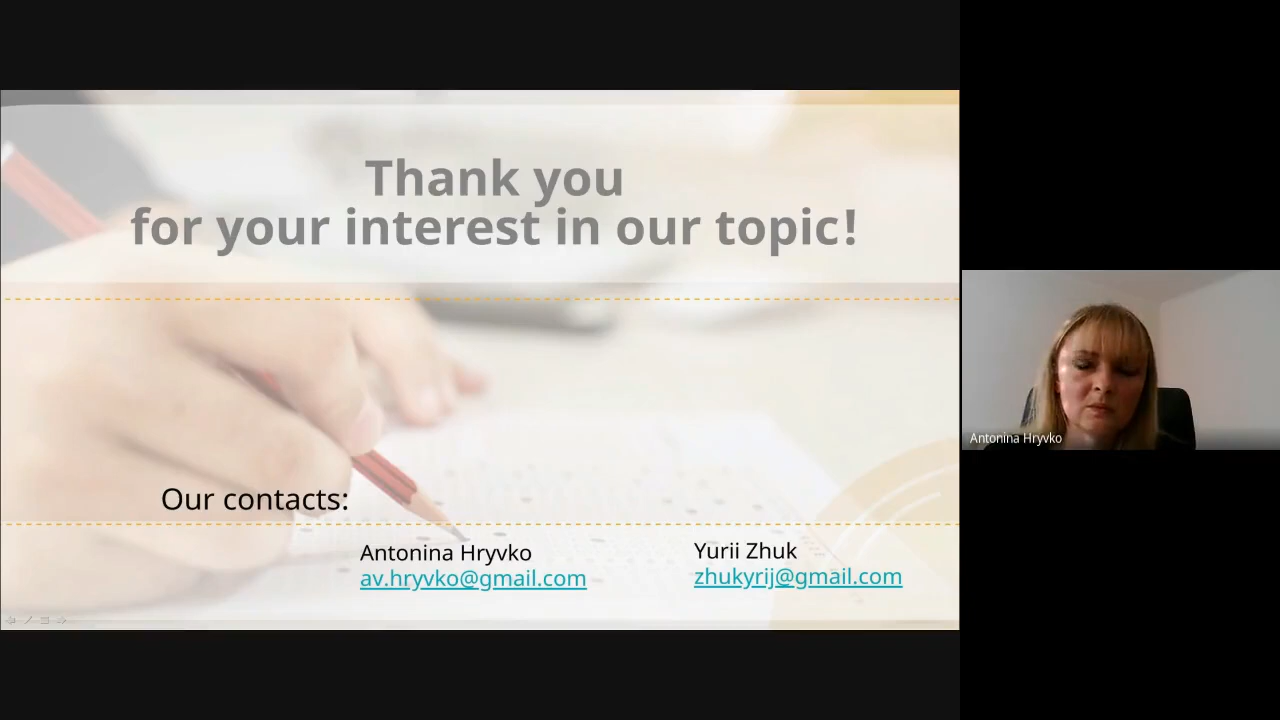 Thank you
for your interest in our topic!
Our contacts:
Antonina Hryvko
av.hryvko@gmail.com
Yurii Zhuk
zhukyrij@gmail.com
Antonina Hryvko